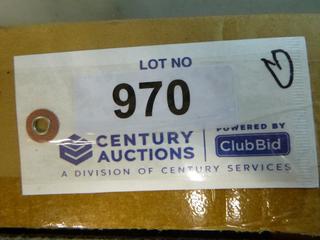 LOT NO
970
CENTURY
AUCTIONS
POWERED BY
ClubBid
A DIVISION OF CENTURY SERVICES